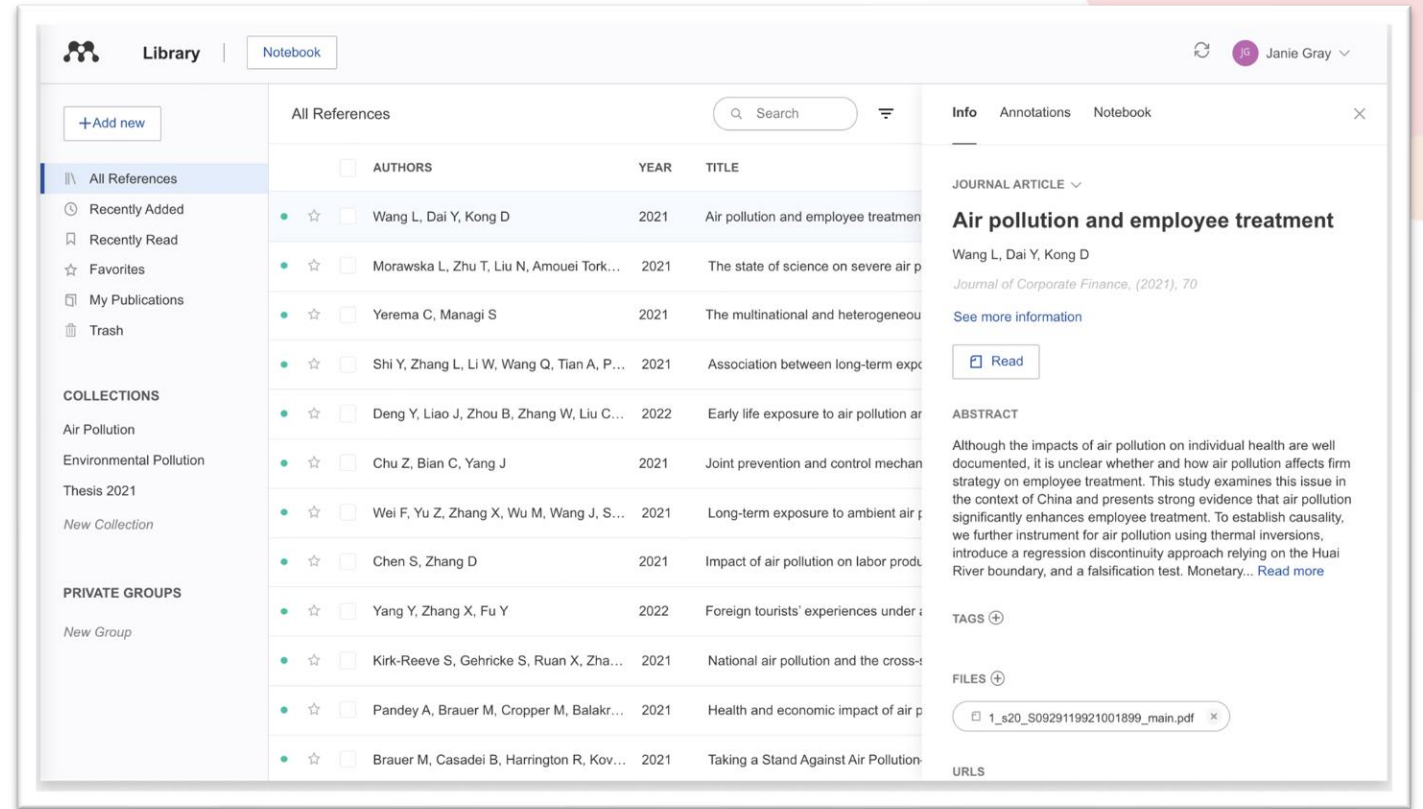 Library
Notebook
JG
Janie Gray
+Add new
All References
Recently Added
Recently Read
Favorites
My Publications
Trash
COLLECTIONS
Air Pollution
Environmental Pollution
Thesis 2021
New Collection
PRIVATE GROUPS
New Group
All References
Search
AUTHORS YEAR TITLE
Wang L, Dai Y, Kong D 2021 Air pollution and employee treatmen
Morawska L, Zhu T, Liu N, Amouei Tork... 2021 The state of science on severe air p
Yerema C, Managi S 2021 The multinational and heterogeneou
Shi Y, Zhang L, Li W, Wang Q, Tian A, P... 2021 Association between long-term expo
Deng Y, Liao J, Zhou B, Zhang W, Liu C... 2022 Early life exposure to air pollution an
Chu Z, Bian C, Yang J 2021 Joint prevention and control mechan
Wei F, Yu Z, Zhang X, Wu M, Wang J, S... 2021 Long-term exposure to ambient air p
Chen S, Zhang D 2021 Impact of air pollution on labor produ
Yang Y, Zhang X, Fu Y 2022 Foreign tourists' experiences under a
Kirk-Reeve S, Gehricke S, Ruan X, Zha... 2021 National air pollution and the cross-s
Pandey A, Brauer M, Cropper M, Balakr... 2021 Health and economic impact of air p
Brauer M, Casadei B, Harrington R, Kov... 2021 Taking a Stand Against Air Pollution-
Info Annotations Notebook
JOURNAL ARTICLE
Air pollution and employee treatment
Wang L, Dai Y, Kong D
Journal of Corporate Finance, (2021), 70
See more information
Read
ABSTRACT
Although the impacts of air pollution on individual health are well
documented, it is unclear whether and how air pollution affects firm
strategy on employee treatment. This study examines this issue in
the context of China and presents strong evidence that air pollution
significantly enhances employee treatment. To establish causality,
we further instrument for air pollution using thermal inversions,
introduce a regression discontinuity approach relying on the Huai
River boundary, and a falsification test. Monetary... Read more
TAGS
FILES
1_s20_S0929119921001899_main.pdf
URLS